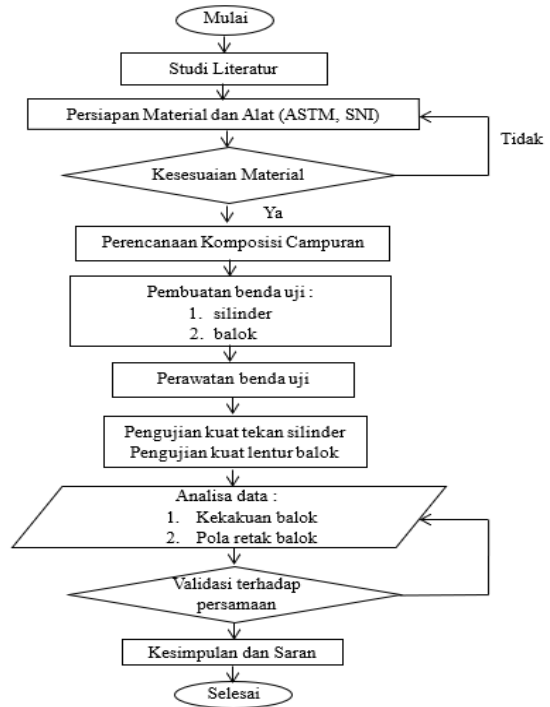 Mulai
Studi Literatur
Persiapan Material dan Alat (ASTM, SNI)
Tidak
Kesesuaian Material
Ya
Perencanaan Komposisi Campuran
Pembuatan benda uji :
1. silinder
2. balok
Perawatan benda uji
Pengujian kuat tekan silinder
Pengujian kuat lentur balok
Analisa data :
1. Kekakuan balok
2. Pola retak balok
Validasi terhadap
persamaan
Kesimpulan dan Saran
Selesai